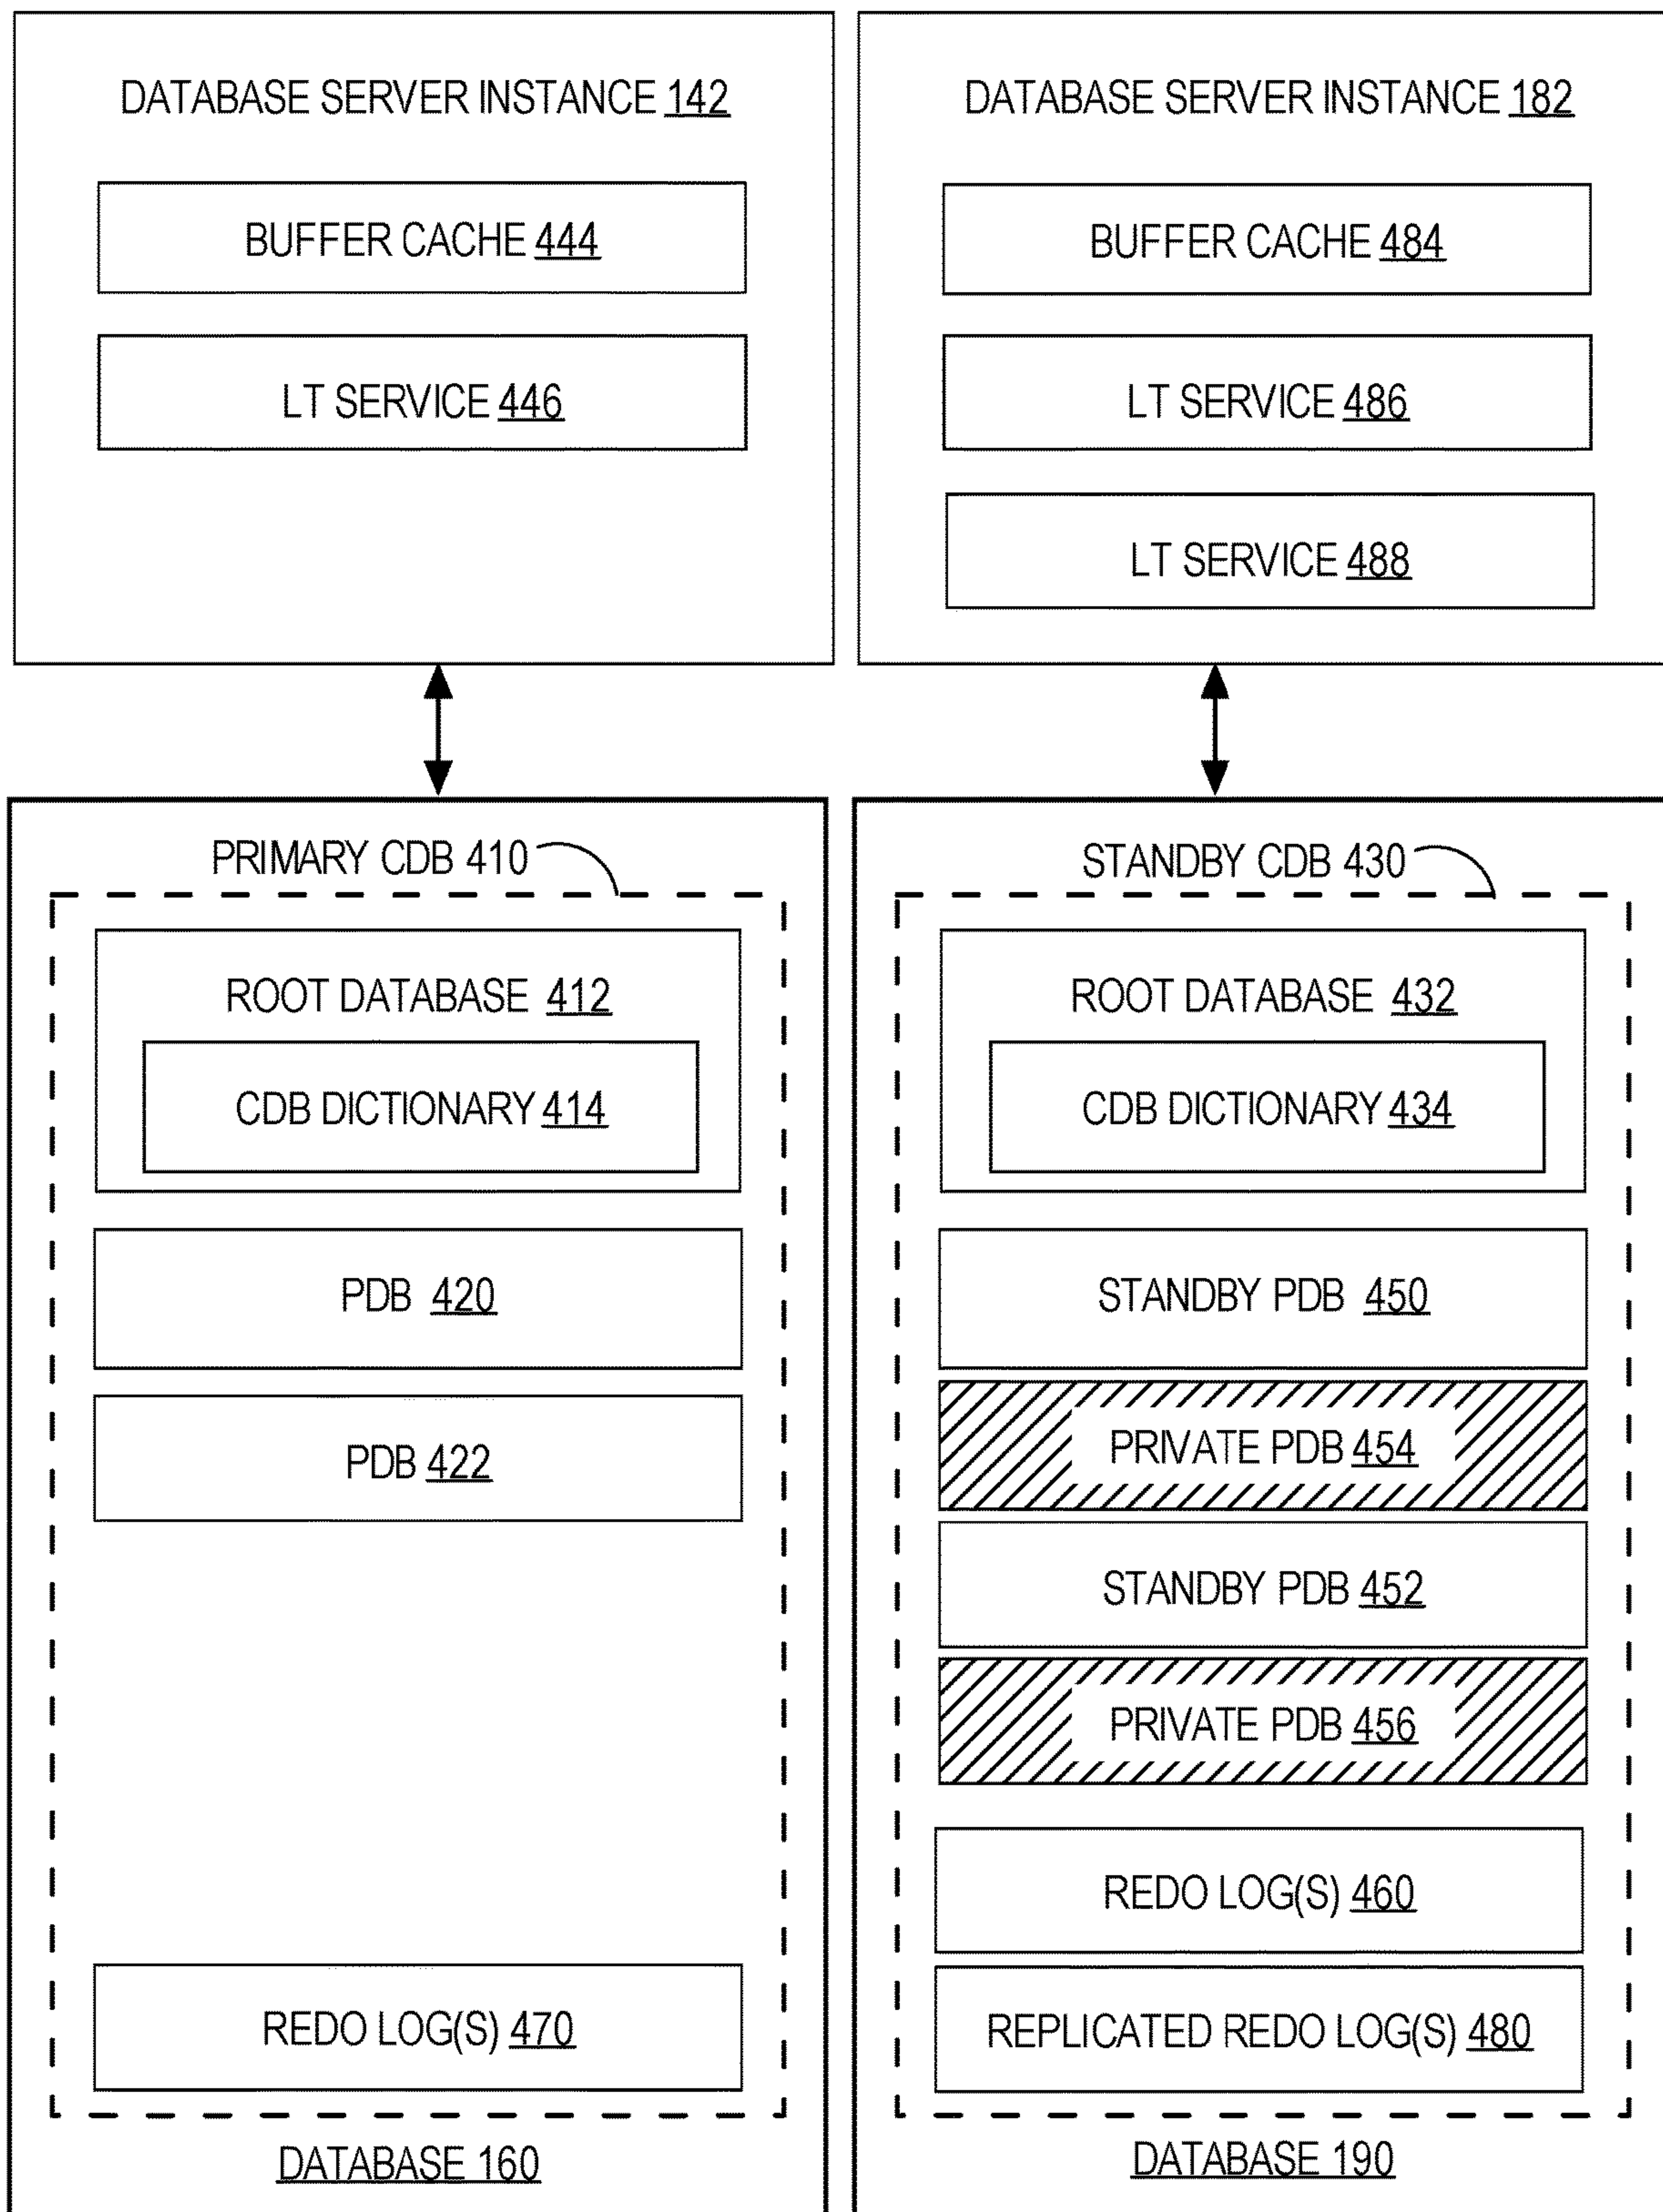 DATABASE SERVER INSTANCE 142
BUFFER CACHE 444
LT SERVICE 446
DATABASE SERVER INSTANCE 182
BUFFER CACHE 484
LT SERVICE 486
LT SERVICE 488
PRIMARY CDB 410
ROOT DATABASE 412
CDB DICTIONARY 414
PDB 420
PDB 422
REDO LOG(S) 470
DATABASE 160
STANDBY CDB 430
ROOT DATABASE 432
CDB DICTIONARY 434
STANDBY PDB 450
PRIVATE PDB 454
STANDBY PDB 452
PRIVATE PDB 456
REDO LOG(S) 460
REPLICATED REDO LOG(S) 480
DATABASE 190